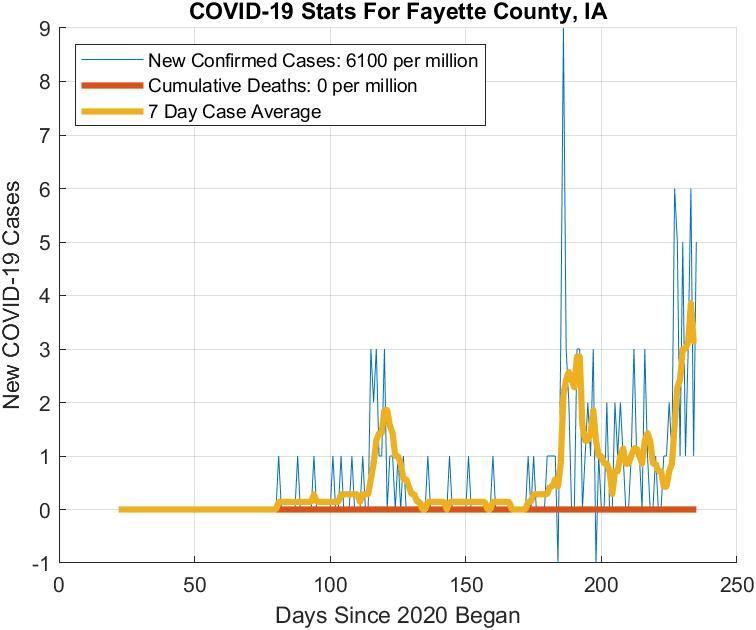 COVID-19 Stats For Fayette County, IA
New Confirmed Cases: 6100 per million
Cumulative Deaths: 0 per million
7 Day Case Average
New COVID-19 Cases
9
8
7
6
5
4
3
2
1
0
-1
0 50 100 150 200 250
Days Since 2020 Began